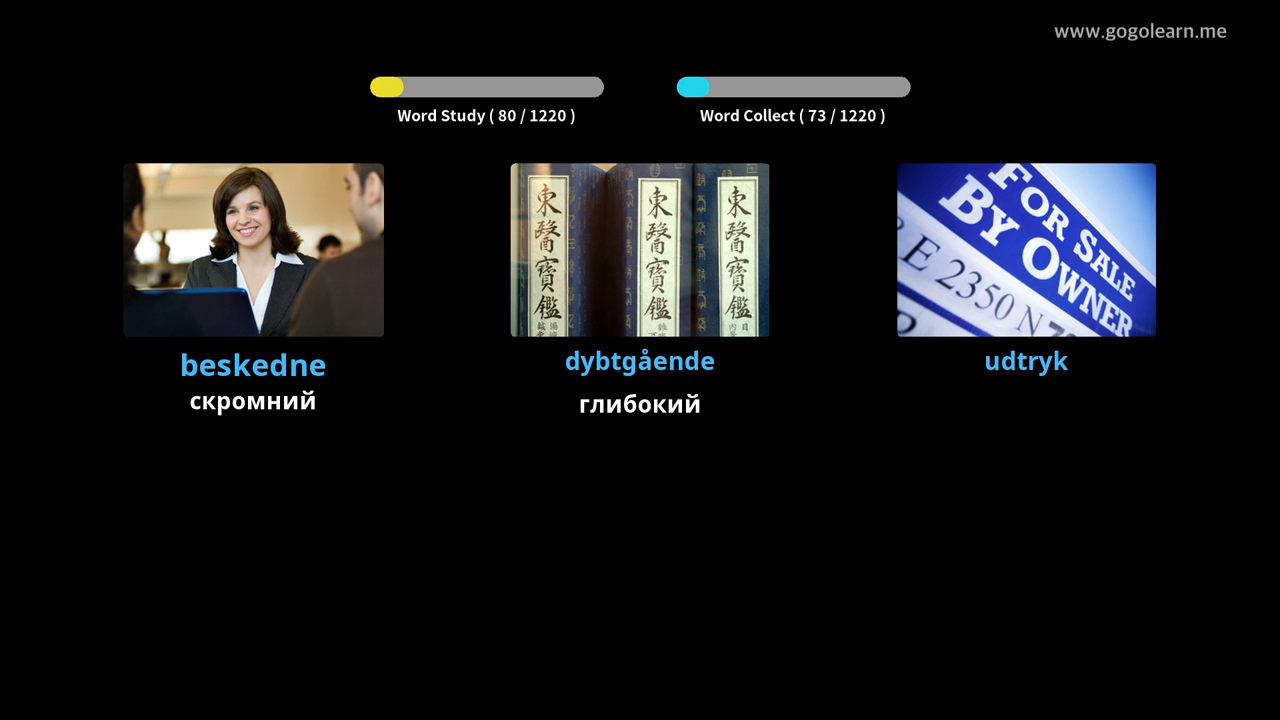 www.gogolearn.me
Word Study ( 80 / 1220 )
Word Collect ( 73 / 1220 )
東醫寶鑑
東醫寶鑑
東醫寶鑑
FOR SALE
BY OWNER
E 2350 N
beskedne
скромний
dybtgående
глибокий
udtryk